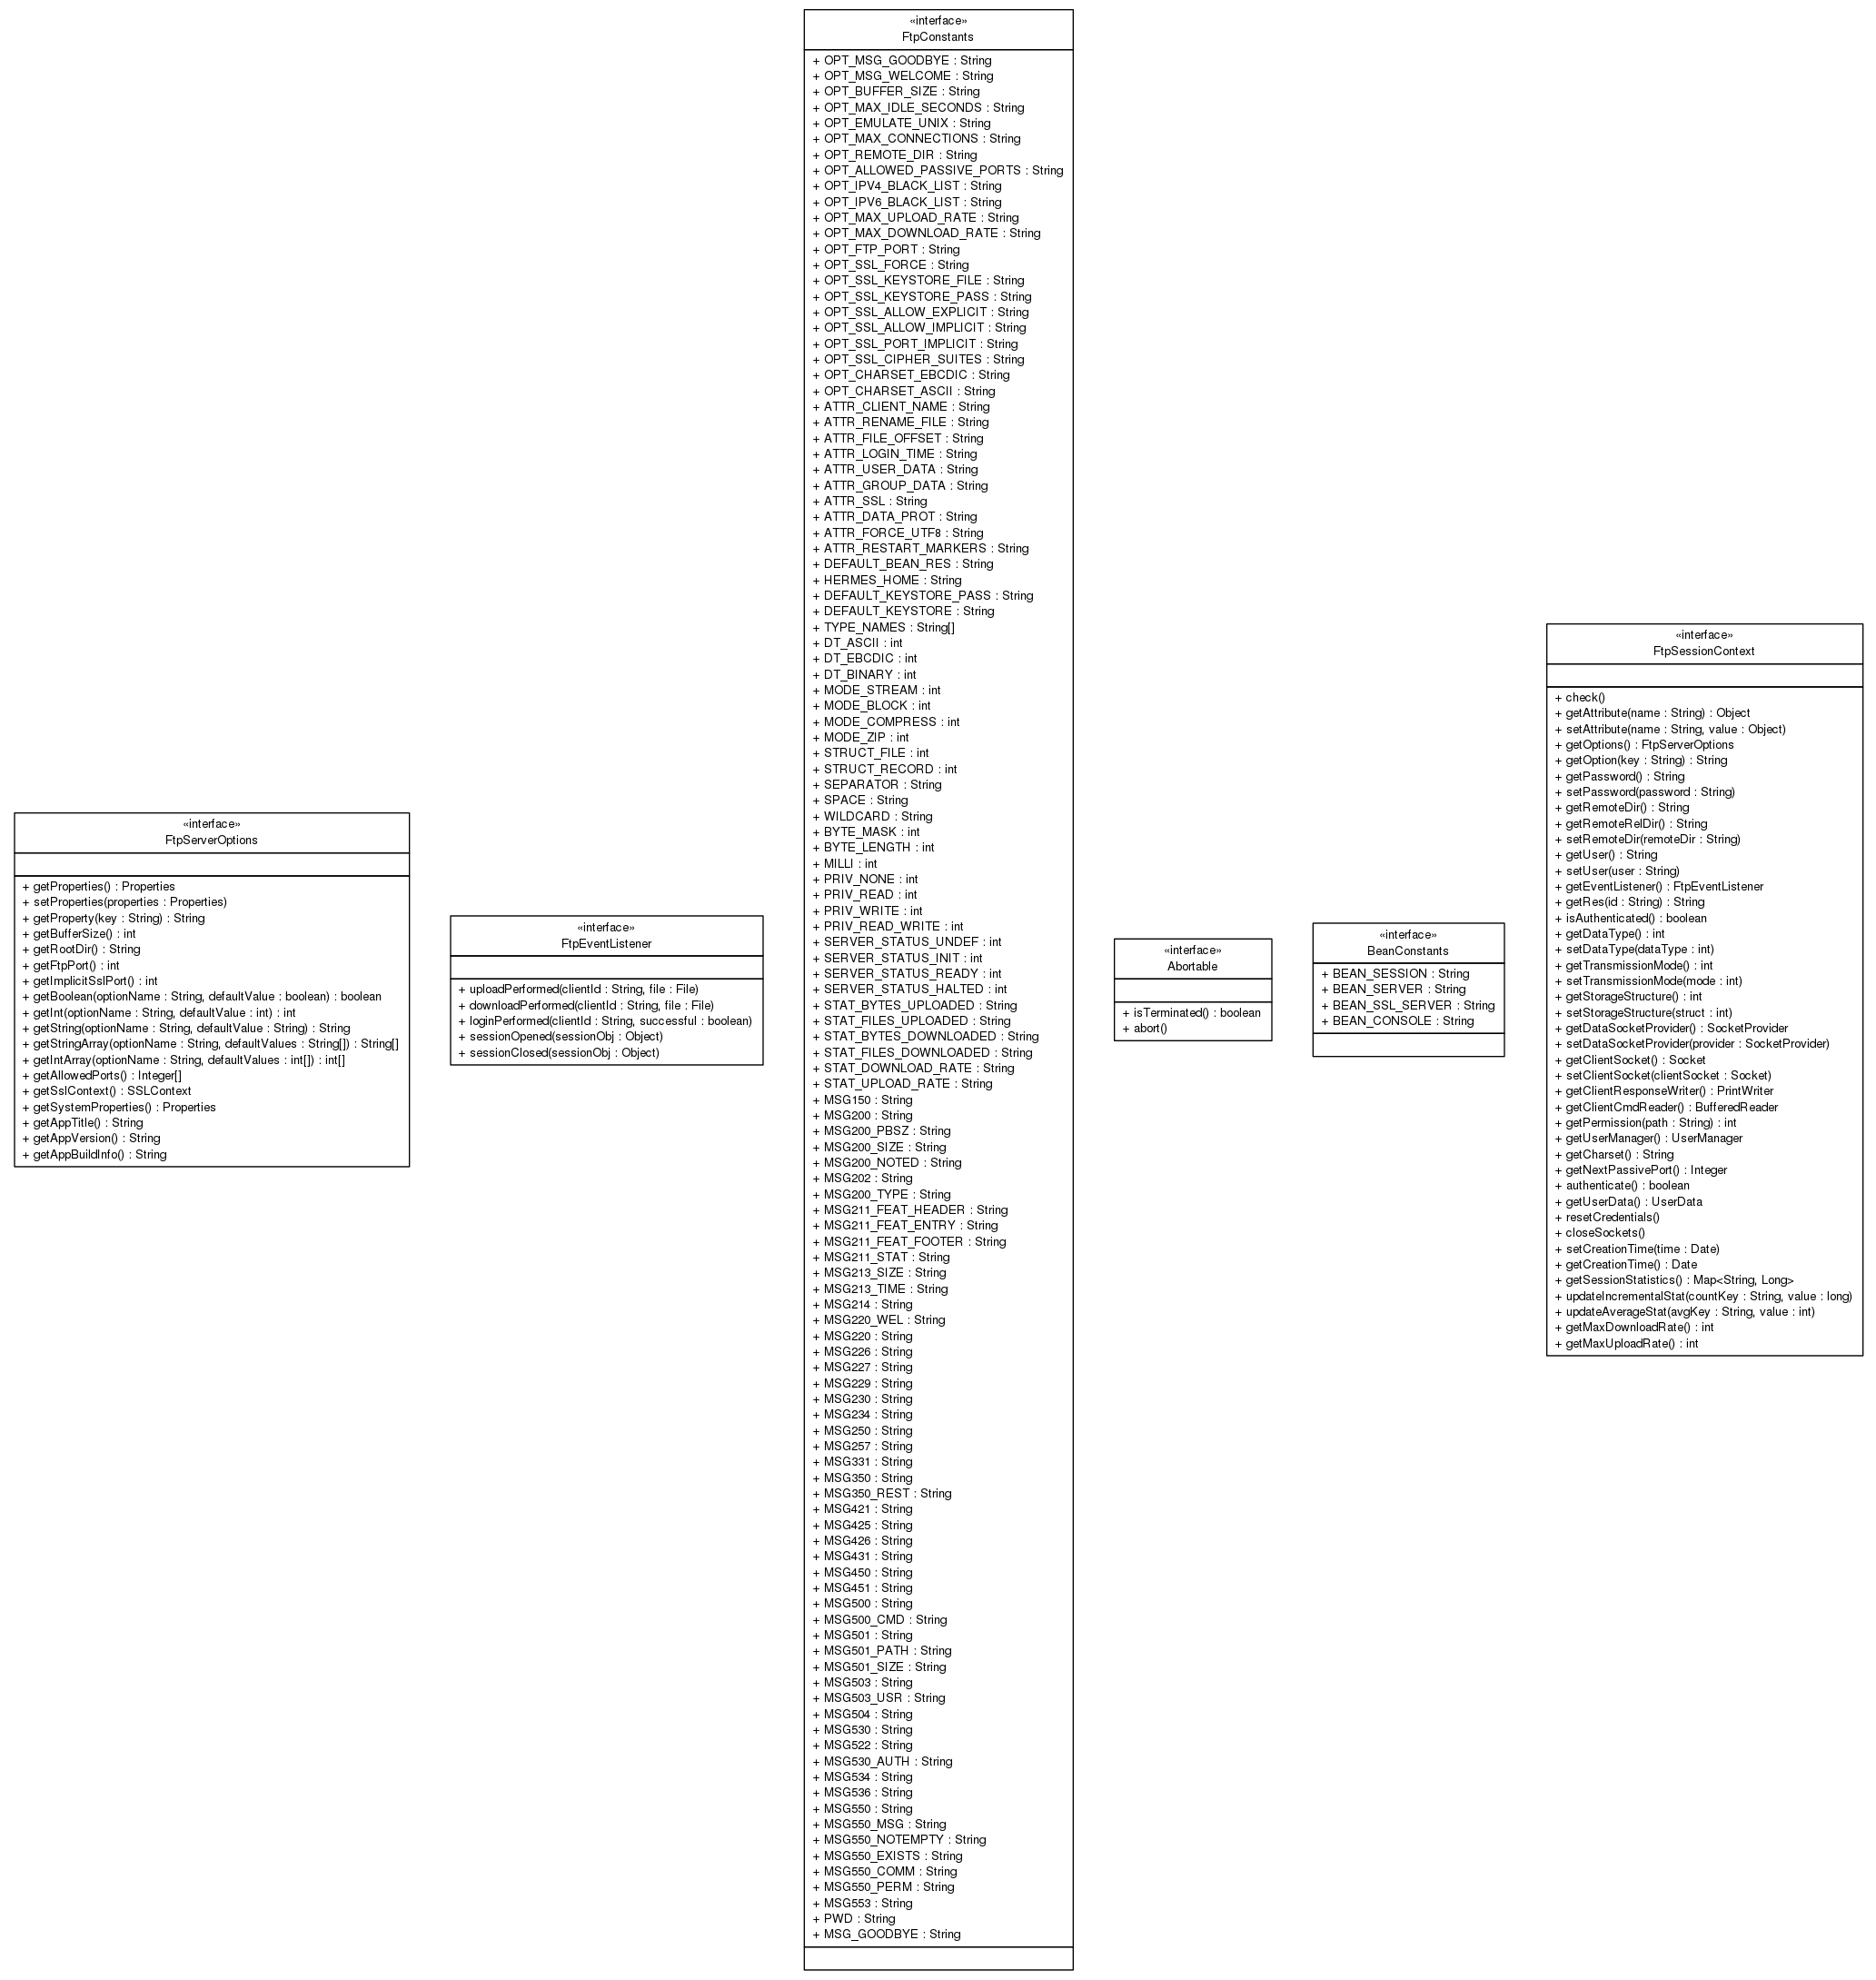 «interface»
FtpServerOptions
+ getProperties() : Properties
+ setProperties(properties : Properties)
+ getProperty(key : String) : String
+ getBufferSize() : int
+ getRootDir() : String
+ getFtpPort() : int
+ getImplicitSslPort() : int
+ getBoolean(optionName : String, defaultValue : boolean) : boolean
+ getInt(optionName : String, defaultValue : int) : int
+ getString(optionName : String, defaultValue : String) : String
+ getStringArray(optionName : String, defaultValues : String[]) : String[]
+ getIntArray(optionName : String, defaultValues : int[]) : int[]
+ getAllowedPorts() : Integer[]
+ getSslContext() : SSLContext
+ getSystemProperties() : Properties
+ getAppTitle() : String
+ getAppVersion() : String
+ getAppBuildInfo() : String
«interface»
FtpEventListener
+ uploadPerformed(clientId : String, file : File)
+ downloadPerformed(clientId : String, file : File)
+ loginPerformed(clientId : String, successful : boolean)
+ sessionOpened(sessionObj : Object)
+ sessionClosed(sessionObj : Object)
«interface»
FtpConstants
+ OPT_MSG_GOODBYE : String
+ OPT_MSG_WELCOME : String
+ OPT_BUFFER_SIZE : String
+ OPT_MAX_IDLE_SECONDS : String
+ OPT_EMULATE_UNIX : String
+ OPT_MAX_CONNECTIONS : String
+ OPT_REMOTE_DIR : String
+ OPT_ALLOWED_PASSIVE_PORTS : String
+ OPT_IPV4_BLACK_LIST : String
+ OPT_IPV6_BLACK_LIST : String
+ OPT_MAX_UPLOAD_RATE : String
+ OPT_MAX_DOWNLOAD_RATE : String
+ OPT_FTP_PORT : String
+ OPT_SSL_FORCE : String
+ OPT_SSL_KEYSTORE_FILE : String
+ OPT_SSL_KEYSTORE_PASS : String
+ OPT_SSL_ALLOW_EXPLICIT : String
+ OPT_SSL_ALLOW_IMPLICIT : String
+ OPT_SSL_PORT_IMPLICIT : String
+ OPT_SSL_CIPHER_SUITES : String
+ OPT_CHARSET_EBCDIC : String
+ OPT_CHARSET_ASCII : String
+ ATTR_CLIENT_NAME : String
+ ATTR_RENAME_FILE : String
+ ATTR_FILE_OFFSET : String
+ ATTR_LOGIN_TIME : String
+ ATTR_USER_DATA : String
+ ATTR_GROUP_DATA : String
+ ATTR_SSL : String
+ ATTR_DATA_PROT : String
+ ATTR_FORCE_UTF8 : String
+ ATTR_RESTART_MARKERS : String
+ DEFAULT_BEAN_RES : String
+ HERMES_HOME : String
+ DEFAULT_KEYSTORE_PASS : String
+ DEFAULT_KEYSTORE : String
+ TYPE_NAMES : String[]
+ DT_ASCII : int
+ DT_EBCDIC : int
+ DT_BINARY : int
+ MODE_STREAM : int
+ MODE_BLOCK : int
+ MODE_COMPRESS : int
+ MODE_ZIP : int
+ STRUCT_FILE : int
+ STRUCT_RECORD : int
+ SEPARATOR : String
+ SPACE : String
+ WILDCARD : String
+ BYTE_MASK : int
+ BYTE_LENGTH : int
+ MILLI : int
+ PRIV_NONE : int
+ PRIV_READ : int
+ PRIV_WRITE : int
+ PRIV_READ_WRITE : int
+ SERVER_STATUS_UNDEF : int
+ SERVER_STATUS_INIT : int
+ SERVER_STATUS_READY : int
+ SERVER_STATUS_HALTED : int
+ STAT_BYTES_UPLOADED : String
+ STAT_FILES_UPLOADED : String
+ STAT_BYTES_DOWNLOADED : String
+ STAT_FILES_DOWNLOADED : String
+ STAT_DOWNLOAD_RATE : String
+ STAT_UPLOAD_RATE : String
+ MSG150 : String
+ MSG200 : String
+ MSG200_PBSZ : String
+ MSG200_SIZE : String
+ MSG200_NOTED : String
+ MSG202 : String
+ MSG200_TYPE : String
+ MSG211_FEAT_HEADER : String
+ MSG211_FEAT_ENTRY : String
+ MSG211_FEAT_FOOTER : String
+ MSG211_STAT : String
+ MSG213_SIZE : String
+ MSG213_TIME : String
+ MSG214 : String
+ MSG220_WEL : String
+ MSG220 : String
+ MSG226 : String
+ MSG227 : String
+ MSG229 : String
+ MSG230 : String
+ MSG234 : String
+ MSG250 : String
+ MSG257 : String
+ MSG331 : String
+ MSG350 : String
+ MSG350_REST : String
+ MSG421 : String
+ MSG425 : String
+ MSG426 : String
+ MSG431 : String
+ MSG450 : String
+ MSG451 : String
+ MSG500 : String
+ MSG500_CMD : String
+ MSG501 : String
+ MSG501_PATH : String
+ MSG501_SIZE : String
+ MSG503 : String
+ MSG503_USR : String
+ MSG504 : String
+ MSG530 : String
+ MSG522 : String
+ MSG530_AUTH : String
+ MSG534 : String
+ MSG536 : String
+ MSG550 : String
+ MSG550_MSG : String
+ MSG550_NOTEMPTY : String
+ MSG550_EXISTS : String
+ MSG550_COMM : String
+ MSG550_PERM : String
+ MSG553 : String
+ PWD : String
+ MSG_GOODBYE : String
«interface»
Abortable
+ isTerminated() : boolean
+ abort()
«interface»
BeanConstants
+ BEAN_SESSION : String
+ BEAN_SERVER : String
+ BEAN_SSL_SERVER : String
+ BEAN_CONSOLE : String
«interface»
FtpSessionContext
+ check()
+ getAttribute(name : String) : Object
+ setAttribute(name : String, value : Object)
+ getOptions() : FtpServerOptions
+ getOption(key : String) : String
+ getPassword() : String
+ setPassword(password : String)
+ getRemoteDir() : String
+ getRemoteRelDir() : String
+ setRemoteDir(remoteDir : String)
+ getUser() : String
+ setUser(user : String)
+ getEventListener() : FtpEventListener
+ getRes(id : String) : String
+ isAuthenticated() : boolean
+ getDataType() : int
+ setDataType(dataType : int)
+ getTransmissionMode() : int
+ setTransmissionMode(mode : int)
+ getStorageStructure() : int
+ setStorageStructure(struct : int)
+ getDataSocketProvider() : SocketProvider
+ setDataSocketProvider(provider : SocketProvider)
+ getClientSocket() : Socket
+ setClientSocket(clientSocket : Socket)
+ getClientResponseWriter() : PrintWriter
+ getClientCmdReader() : BufferedReader
+ getPermission(path : String) : int
+ getUserManager() : UserManager
+ getCharset() : String
+ getNextPassivePort() : Integer
+ authenticate() : boolean
+ getUserData() : UserData
+ resetCredentials()
+ closeSockets()
+ setCreationTime(time : Date)
+ getCreationTime() : Date
+ getSessionStatistics() : Map<String, Long>
+ updateIncrementalStat(countKey : String, value : long)
+ updateAverageStat(avgKey : String, value : int)
+ getMaxDownloadRate() : int
+ getMaxUploadRate() : int